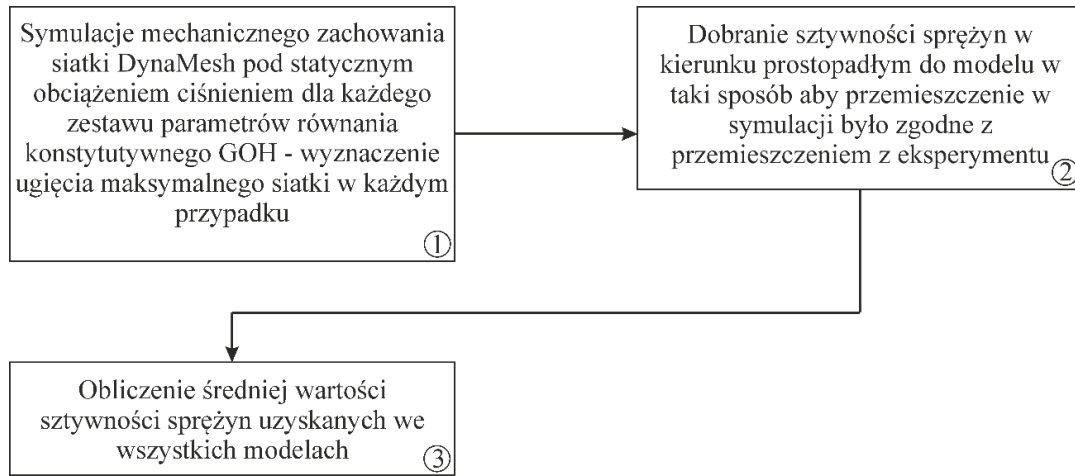 Symulacje mechanicznego zachowania
siatki DynaMesh pod statycznym
obciążeniem ciśnieniem dla każdego
zestawu parametrów równania
konstytutywnego GOH - wyznaczenie
ugięcia maksymalnego siatki w każdym
przypadku
①
Dobranie sztywności sprężyn w
kierunku prostopadłym do modelu w
taki sposób aby przemieszczenie w
symulacji było zgodne z
przemieszczeniem z eksperymentu
②
Obliczenie średniej wartości
sztywności sprężyn uzyskanych we
wszystkich modelach
③